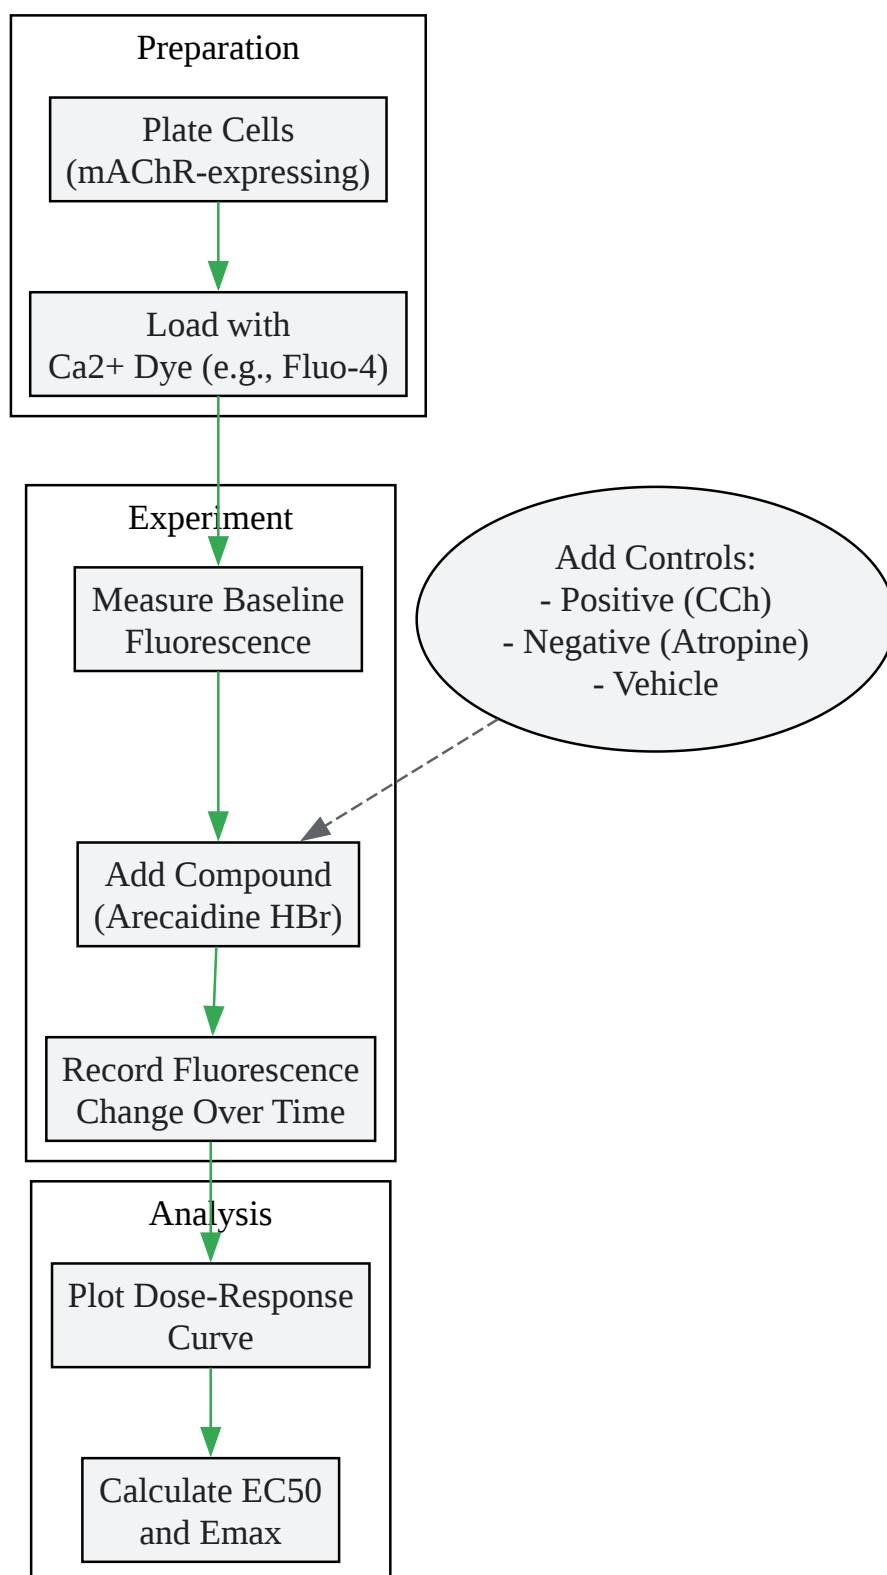 Preparation
Plate Cells
(mAChR-expressing)
Load with
Ca2+ Dye (e.g., Fluo-4)
Experiment
Measure Baseline
Fluorescence
Add Controls:
- Positive (CCh)
- Negative (Atropine)
- Vehicle
Add Compound
(Arecaidine HBr)
Record Fluorescence
Change Over Time
Analysis
Plot Dose-Response
Curve
Calculate EC50
and Emax